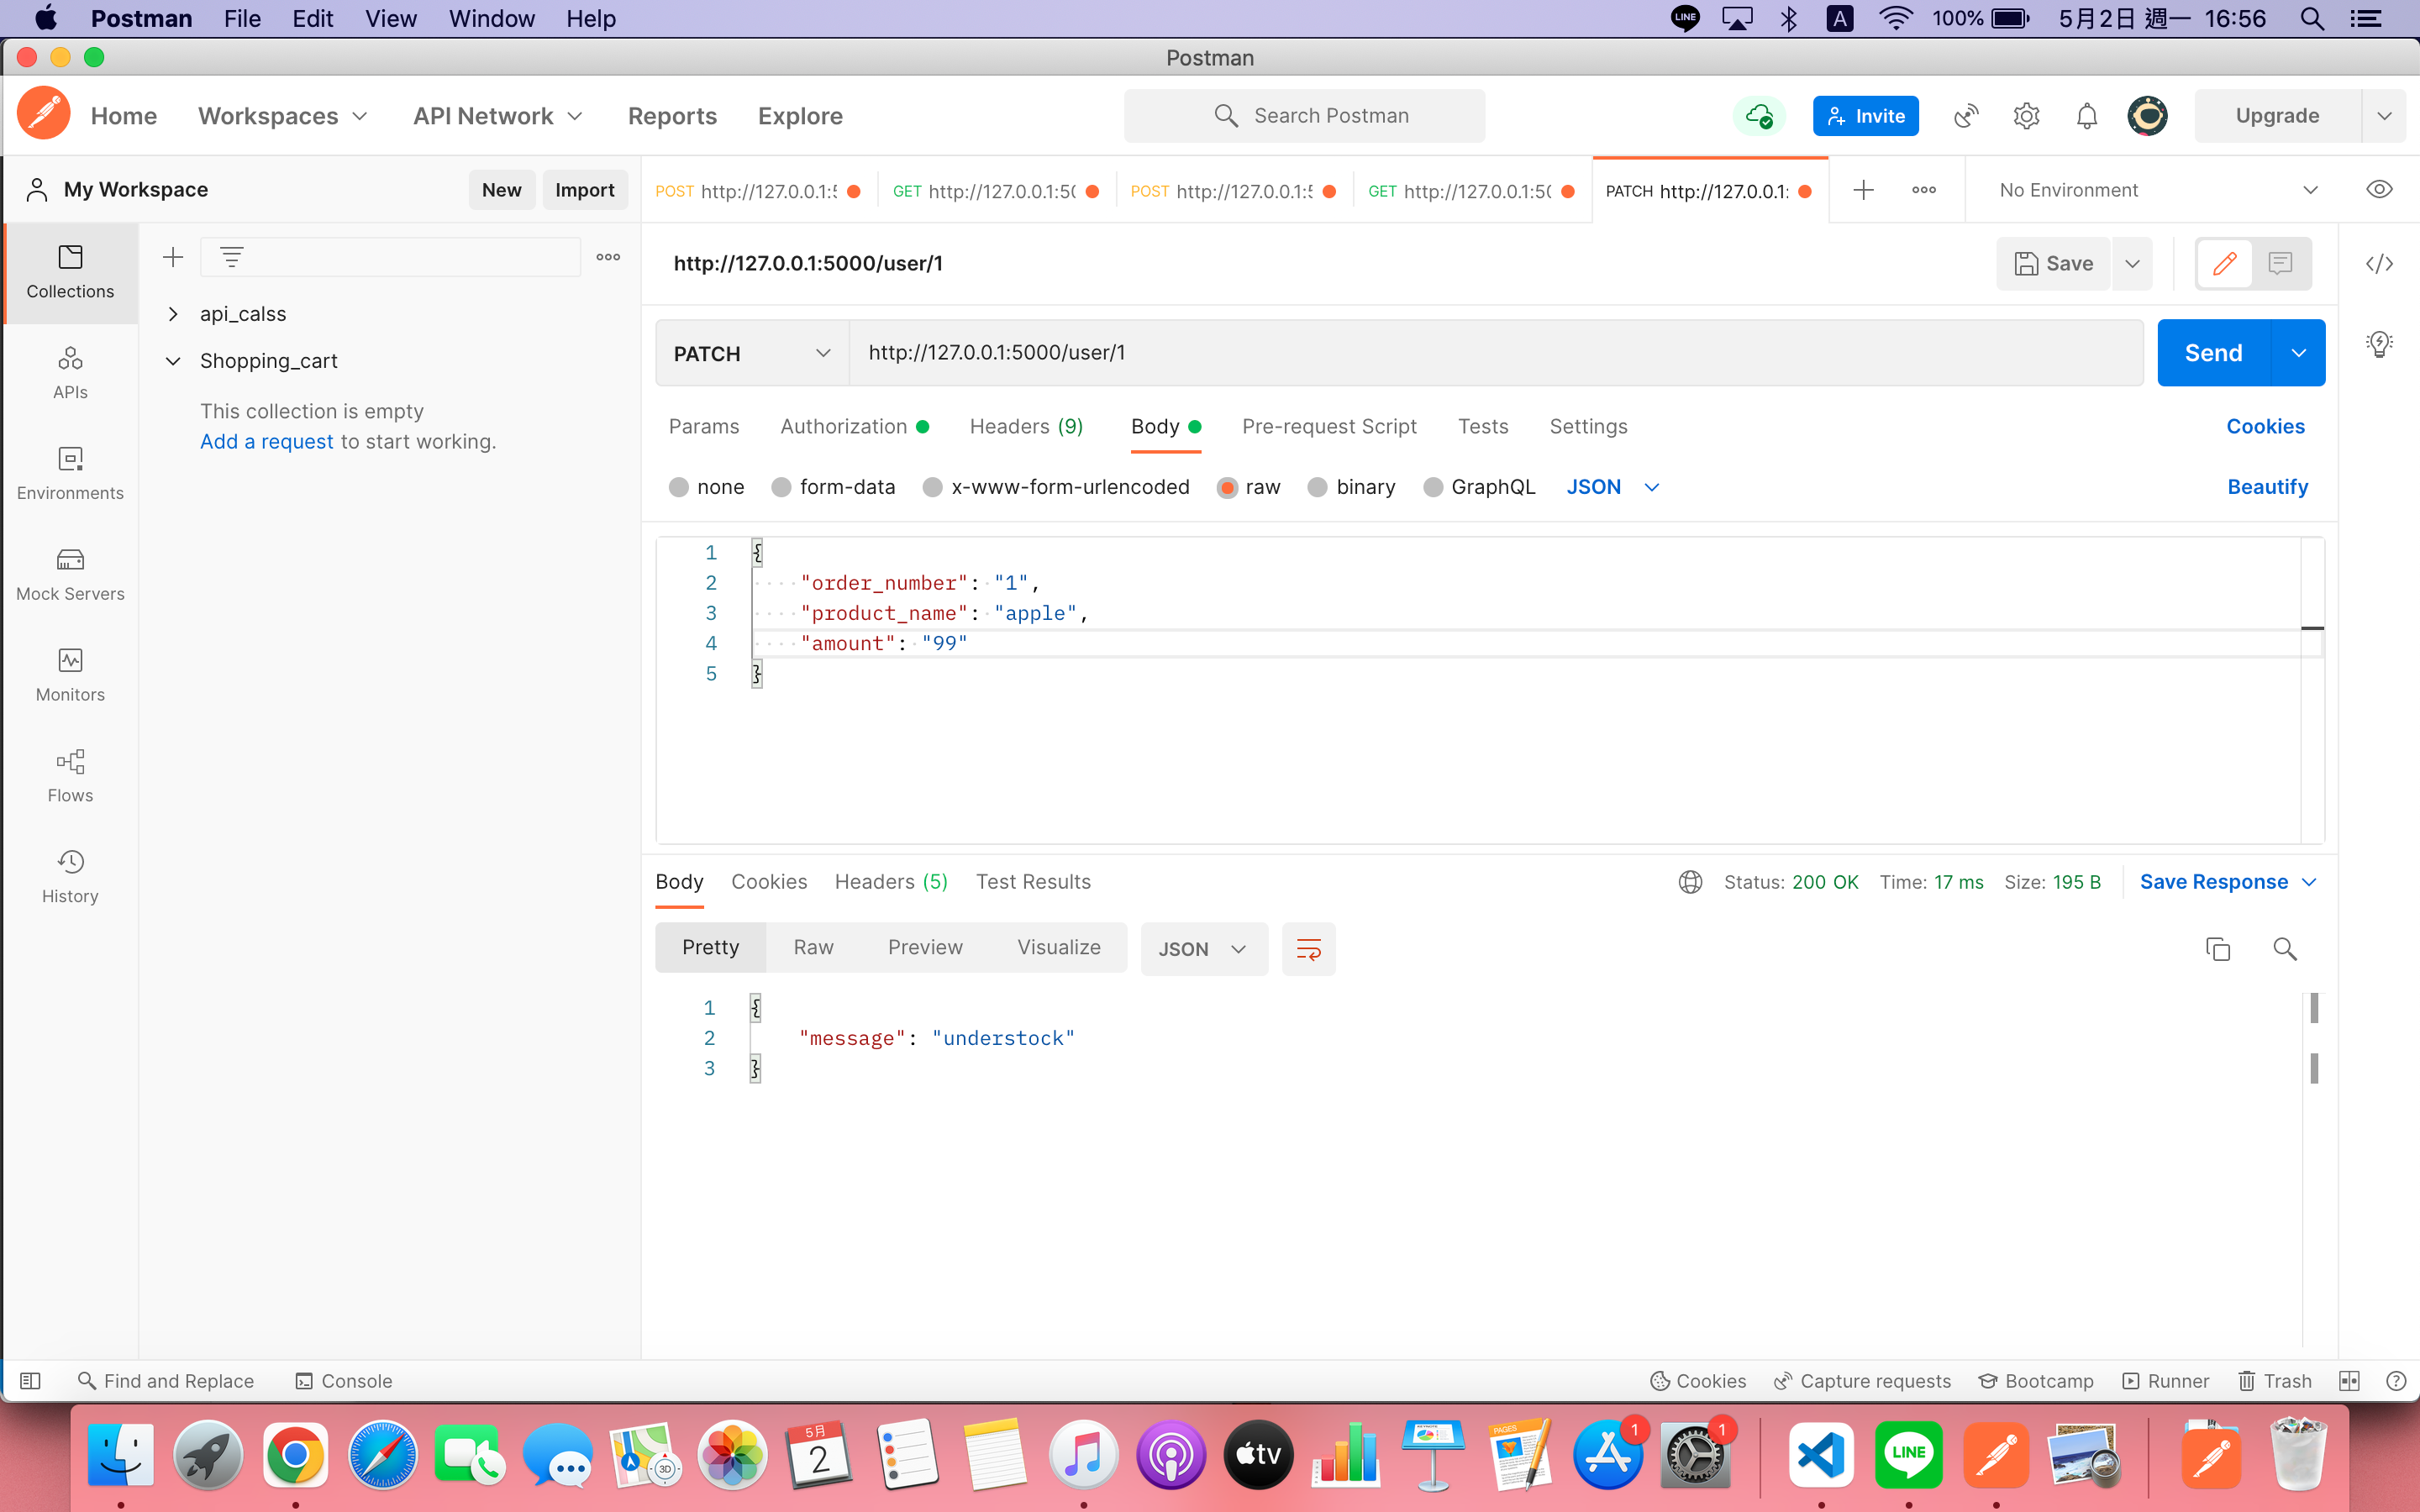 Postman File Edit View Window Help LINE A 100% 5月2日 週一 16:56
Postman
Home Workspaces API Network Reports Explore Search Postman Invite Upgrade
My Workspace New Import POST http://127.0.0.1:5 GET http://127.0.0.1:50 POST http://127.0.0.1:5 GET http://127.0.0.1:50 PATCH http://127.0.0.1: No Environment
Collections
APIs
Environments
Mock Servers
Monitors
Flows
History
api_calss
Shopping_cart
This collection is empty
Add a request to start working.
http://127.0.0.1:5000/user/1 Save
PATCH http://127.0.0.1:5000/user/1 Send
Params Authorization Headers (9) Body Pre-request Script Tests Settings Cookies
none form-data x-www-form-urlencoded raw binary GraphQL JSON Beautify
1 {
2 "order_number": "1",
3 "product_name": "apple",
4 "amount": "99"
5 }
Body Cookies Headers (5) Test Results Status: 200 OK Time: 17 ms Size: 195 B Save Response
Pretty Raw Preview Visualize JSON
1 {
2 "message": "understock"
3 }
Find and Replace Console Cookies Capture requests Bootcamp Runner Trash
3D 5月 2 tv PAGES 1 1 LINE